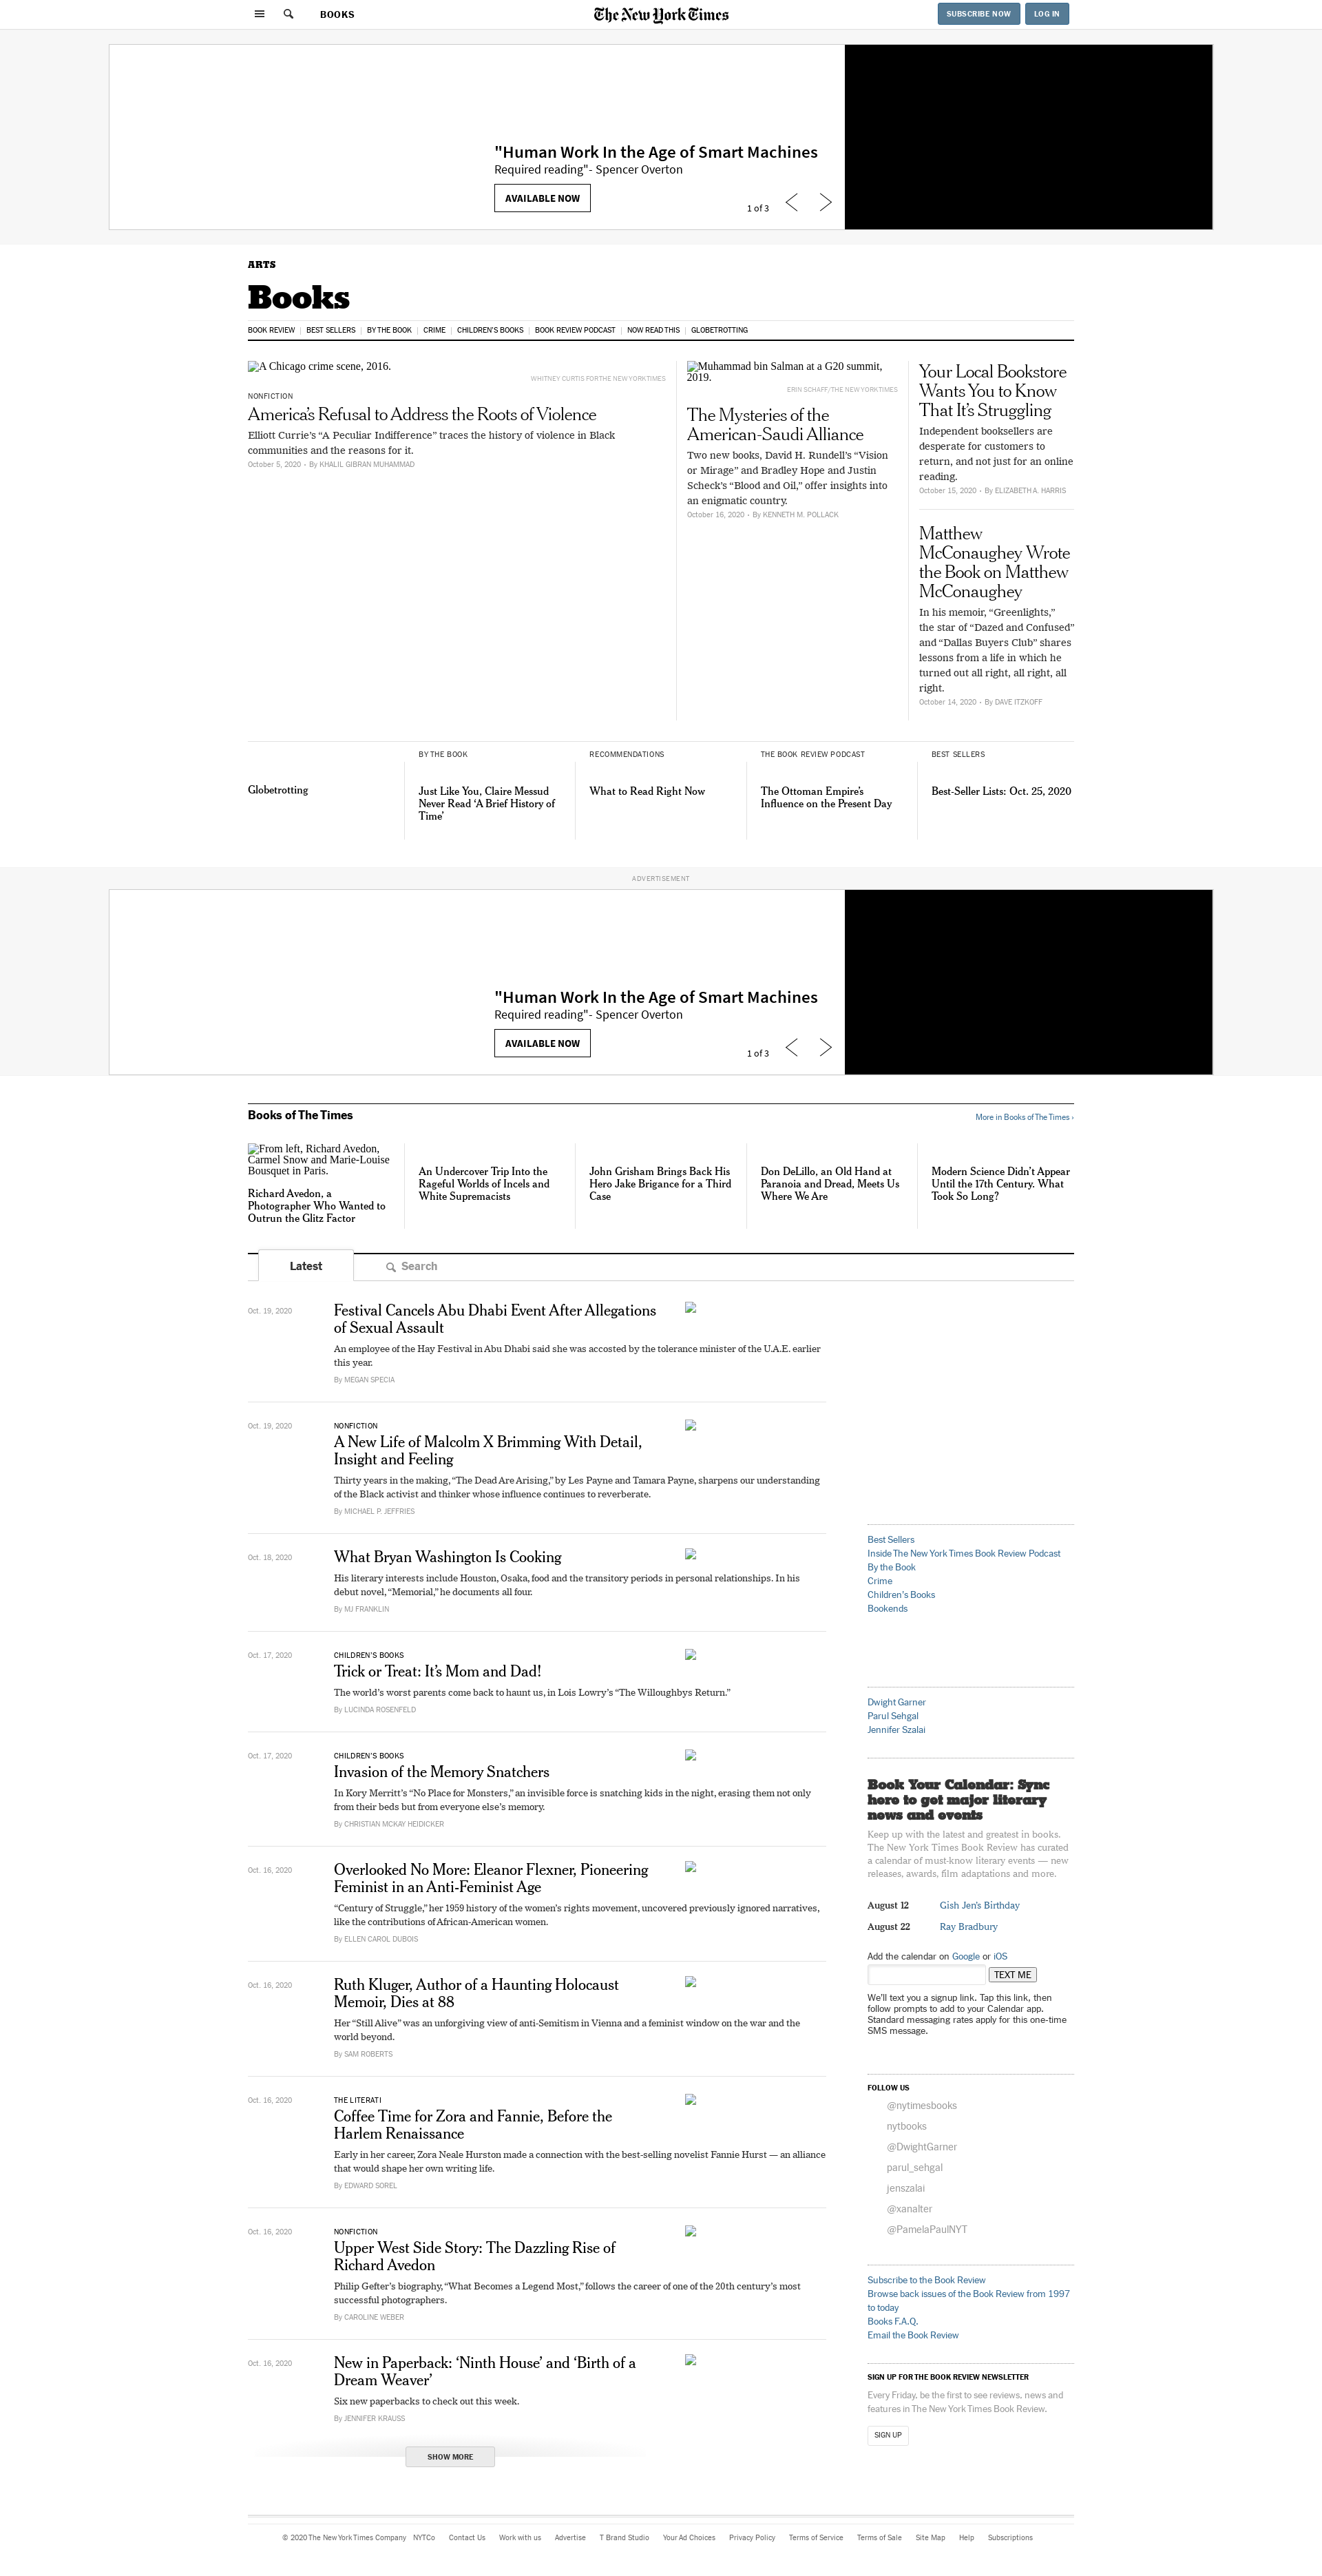 BOOKS
The New York Times
SUBSCRIBE NOW
LOG IN
"Human Work In the Age of Smart Machines
Required reading"- Spencer Overton
AVAILABLE NOW
1 of 3
ARTS
Books
BOOK REVIEW
BEST SELLERS
BY THE BOOK
CRIME
CHILDREN'S BOOKS
BOOK REVIEW PODCAST
NOW READ THIS
GLOBETROTTING
A Chicago crime scene, 2016.
WHITNEY CURTIS FOR THE NEW YORK TIMES
NONFICTION
America’s Refusal to Address the Roots of Violence
Elliott Currie’s “A Peculiar Indifference” traces the history of violence in Black
communities and the reasons for it.
October 5, 2020 • By KHALIL GIBRAN MUHAMMAD
Muhammad bin Salman at a G20 summit,
2019.
ERIN SCHAFF/THE NEW YORK TIMES
The Mysteries of the
American-Saudi Alliance
Two new books, David H. Rundell’s “Vision
or Mirage” and Bradley Hope and Justin
Scheck’s “Blood and Oil,” offer insights into
an enigmatic country.
October 16, 2020 • By KENNETH M. POLLACK
Your Local Bookstore
Wants You to Know
That It’s Struggling
Independent booksellers are
desperate for customers to
return, and not just for an online
reading.
October 15, 2020 • By ELIZABETH A. HARRIS
Matthew
McConaughey Wrote
the Book on Matthew
McConaughey
In his memoir, “Greenlights,”
the star of “Dazed and Confused”
and “Dallas Buyers Club” shares
lessons from a life in which he
turned out all right, all right, all
right.
October 14, 2020 • By DAVE ITZKOFF
Globetrotting
BY THE BOOK
Just Like You, Claire Messud
Never Read ‘A Brief History of
Time’
RECOMMENDATIONS
What to Read Right Now
THE BOOK REVIEW PODCAST
The Ottoman Empire’s
Influence on the Present Day
BEST SELLERS
Best-Seller Lists: Oct. 25, 2020
ADVERTISEMENT
"Human Work In the Age of Smart Machines
Required reading"- Spencer Overton
AVAILABLE NOW
1 of 3
Books of The Times
More in Books of The Times ›
From left, Richard Avedon,
Carmel Snow and Marie-Louise
Bousquet in Paris.
Richard Avedon, a
Photographer Who Wanted to
Outrun the Glitz Factor
An Undercover Trip Into the
Rageful Worlds of Incels and
White Supremacists
John Grisham Brings Back His
Hero Jake Brigance for a Third
Case
Don DeLillo, an Old Hand at
Paranoia and Dread, Meets Us
Where We Are
Modern Science Didn’t Appear
Until the 17th Century. What
Took So Long?
Latest
Search
Oct. 19, 2020
Festival Cancels Abu Dhabi Event After Allegations
of Sexual Assault
An employee of the Hay Festival in Abu Dhabi said she was accosted by the tolerance minister of the U.A.E. earlier
this year.
By MEGAN SPECIA
Oct. 19, 2020
NONFICTION
A New Life of Malcolm X Brimming With Detail,
Insight and Feeling
Thirty years in the making, “The Dead Are Arising,” by Les Payne and Tamara Payne, sharpens our understanding
of the Black activist and thinker whose influence continues to reverberate.
By MICHAEL P. JEFFRIES
Oct. 18, 2020
What Bryan Washington Is Cooking
His literary interests include Houston, Osaka, food and the transitory periods in personal relationships. In his
debut novel, “Memorial,” he documents all four.
By MJ FRANKLIN
Oct. 17, 2020
CHILDREN’S BOOKS
Trick or Treat: It’s Mom and Dad!
The world’s worst parents come back to haunt us, in Lois Lowry’s “The Willoughbys Return.”
By LUCINDA ROSENFELD
Oct. 17, 2020
CHILDREN’S BOOKS
Invasion of the Memory Snatchers
In Kory Merritt’s “No Place for Monsters,” an invisible force is snatching kids in the night, erasing them not only
from their beds but from everyone else’s memory.
By CHRISTIAN MCKAY HEIDICKER
Oct. 16, 2020
Overlooked No More: Eleanor Flexner, Pioneering
Feminist in an Anti-Feminist Age
“Century of Struggle,” her 1959 history of the women’s rights movement, uncovered previously ignored narratives,
like the contributions of African-American women.
By ELLEN CAROL DUBOIS
Oct. 16, 2020
Ruth Kluger, Author of a Haunting Holocaust
Memoir, Dies at 88
Her “Still Alive” was an unforgiving view of anti-Semitism in Vienna and a feminist window on the war and the
world beyond.
By SAM ROBERTS
Oct. 16, 2020
THE LITERATI
Coffee Time for Zora and Fannie, Before the
Harlem Renaissance
Early in her career, Zora Neale Hurston made a connection with the best-selling novelist Fannie Hurst — an alliance
that would shape her own writing life.
By EDWARD SOREL
Oct. 16, 2020
NONFICTION
Upper West Side Story: The Dazzling Rise of
Richard Avedon
Philip Gefter’s biography, “What Becomes a Legend Most,” follows the career of one of the 20th century’s most
successful photographers.
By CAROLINE WEBER
Oct. 16, 2020
New in Paperback: ‘Ninth House’ and ‘Birth of a
Dream Weaver’
Six new paperbacks to check out this week.
By JENNIFER KRAUSS
SHOW MORE
Best Sellers
Inside The New York Times Book Review Podcast
By the Book
Crime
Children’s Books
Bookends
Dwight Garner
Parul Sehgal
Jennifer Szalai
Book Your Calendar: Sync
here to get major literary
news and events
Keep up with the latest and greatest in books.
The New York Times Book Review has curated
a calendar of must-know literary events — new
releases, awards, film adaptations and more.
August 12 Gish Jen’s Birthday
August 22 Ray Bradbury
Add the calendar on Google or iOS
TEXT ME
We’ll text you a signup link. Tap this link, then
follow prompts to add to your Calendar app.
Standard messaging rates apply for this one-time
SMS message.
FOLLOW US
@nytimesbooks
nytbooks
@DwightGarner
parul_sehgal
jenszalai
@xanalter
@PamelaPaulNYT
Subscribe to the Book Review
Browse back issues of the Book Review from 1997
to today
Books F.A.Q.
Email the Book Review
SIGN UP FOR THE BOOK REVIEW NEWSLETTER
Every Friday, be the first to see reviews, news and
features in The New York Times Book Review.
SIGN UP
© 2020 The New York Times Company NYTCo Contact Us Work with us Advertise T Brand Studio Your Ad Choices Privacy Policy Terms of Service Terms of Sale Site Map Help Subscriptions